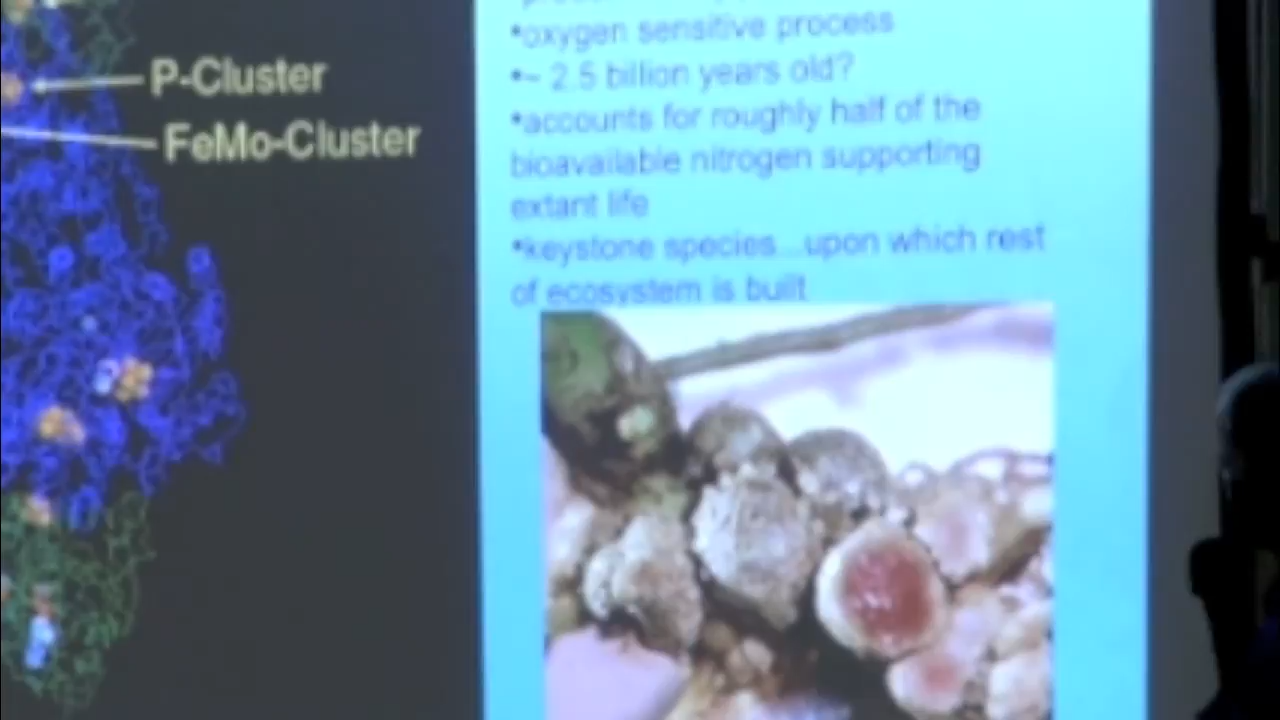 P-Cluster
FeMo-Cluster
•oxygen sensitive process
•~ 2.5 billion years old?
•accounts for roughly half of the
bioavailable nitrogen supporting
extant life
•keystone species...upon which rest
of ecosystem is built